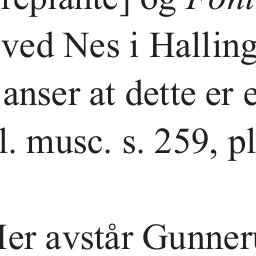 replante] og Font
ved Nes i Halling
anser at dette er e
l. musc. s. 259, pl
Her avstår Gunneru